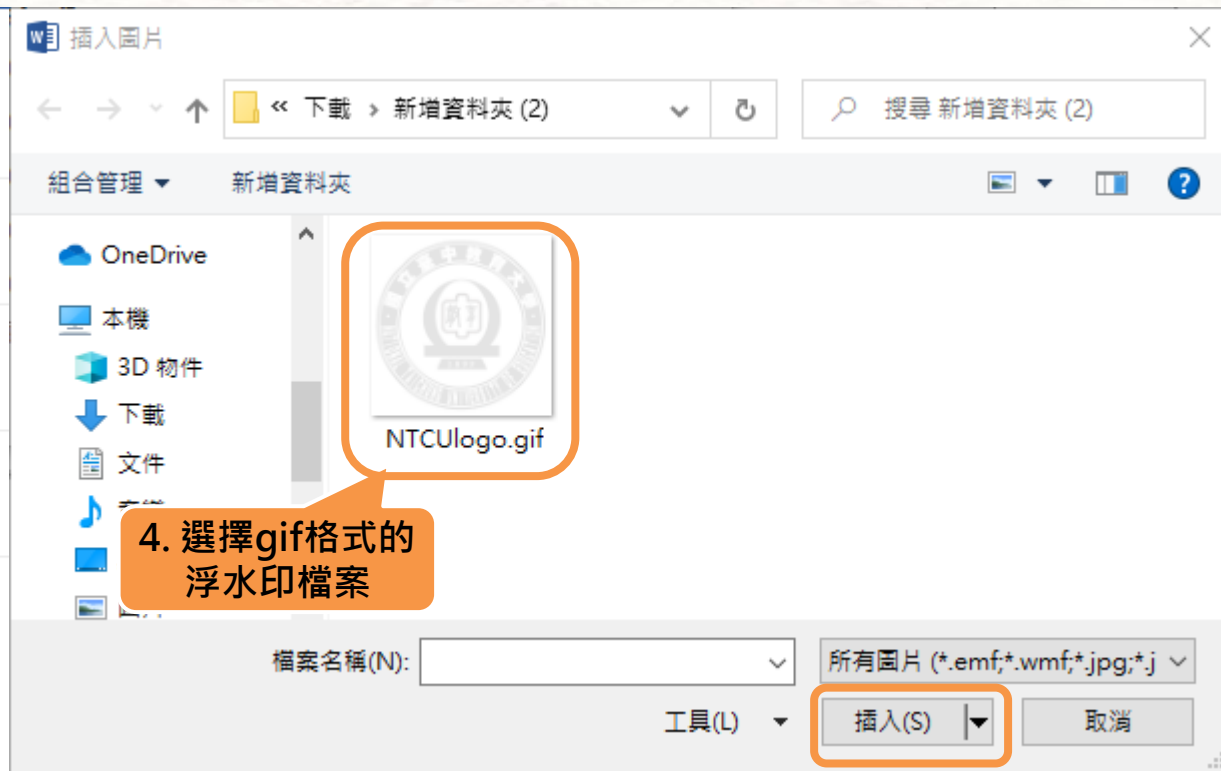 插入圖片
« 下載 › 新增資料夾 (2)
搜尋 新增資料夾 (2)
組合管理
新增資料夾
OneDrive
本機
3D 物件
下載
文件
NTCUlogo.gif
4. 選擇gif格式的
浮水印檔案
檔案名稱(N):
所有圖片 (*.emf;*.wmf;*.jpg;*.j
工具(L)
插入(S)
取消